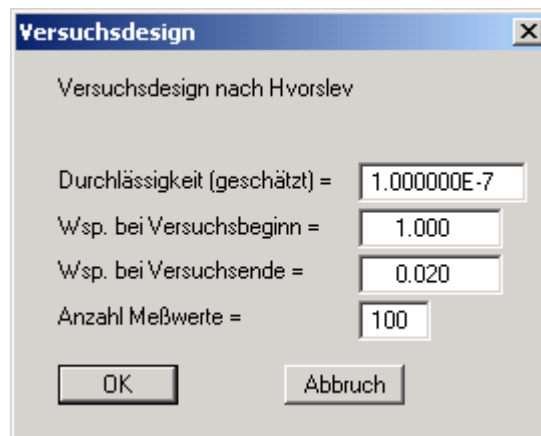 Versuchsdesign
Versuchsdesign nach Hvorslev
Durchlässigkeit (geschätzt) = 1.000000E-7
Wsp. bei Versuchsbeginn = 1.000
Wsp. bei Versuchsende = 0.020
Anzahl Meßwerte = 100
OK Abbruch